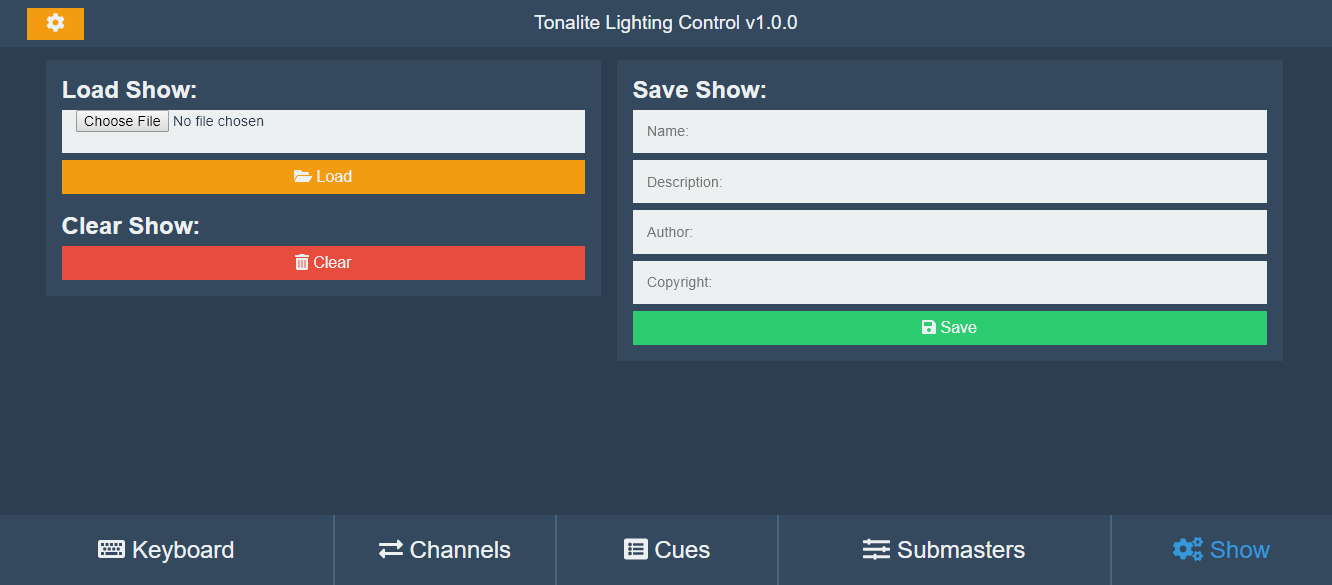 Tonalite Lighting Control v1.0.0
Load Show:
Choose File No file chosen
Load
Clear Show:
Clear
Save Show:
Name:
Description:
Author:
Copyright:
Save
Keyboard
Channels
Cues
Submasters
Show